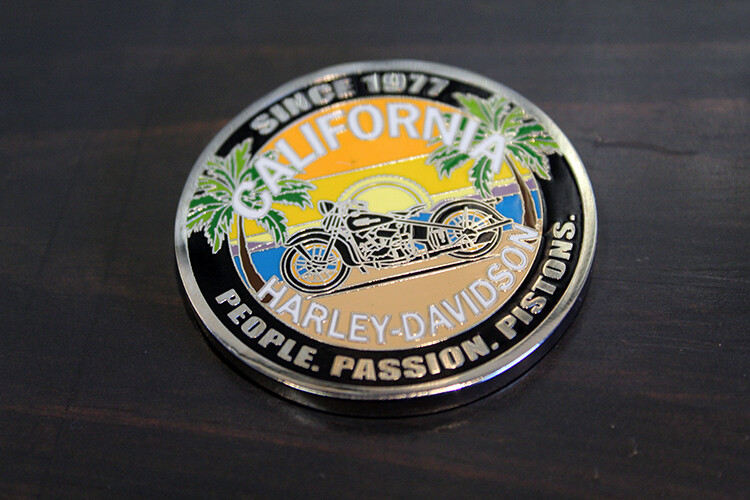 SINCE 1977
CALIFORNIA
HARLEY-DAVIDSON
PEOPLE. PASSION. PISTONS.